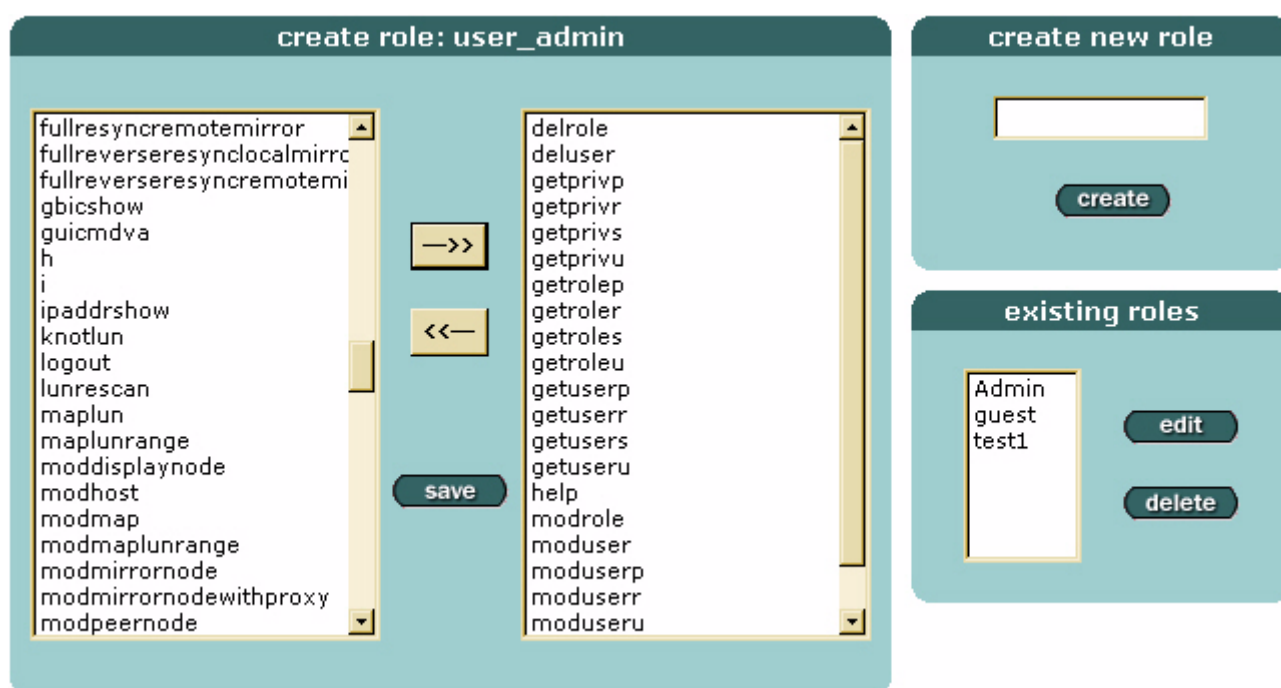 create role: user_admin
fullresyncremotemirror
fullreverseresynclocalmirrc
fullreverseresyncremotemi
gbicshow
guicmdva
h
i
ipaddrshow
knotlun
logout
lunrescan
maplun
maplunrange
moddisplaynode
modhost
modmap
modmaplunrange
modmirrornode
modmirrornodewithproxy
modpeernode
—>>
<<—
save
delrole
deluser
getprivp
getprivr
getprivs
getprivu
getrolep
getroler
getroles
getroleu
getuserp
getuserr
getusers
getuseru
help
modrole
moduser
moduserp
moduserr
moduseru
create new role
create
existing roles
Admin
guest
test1
edit
delete